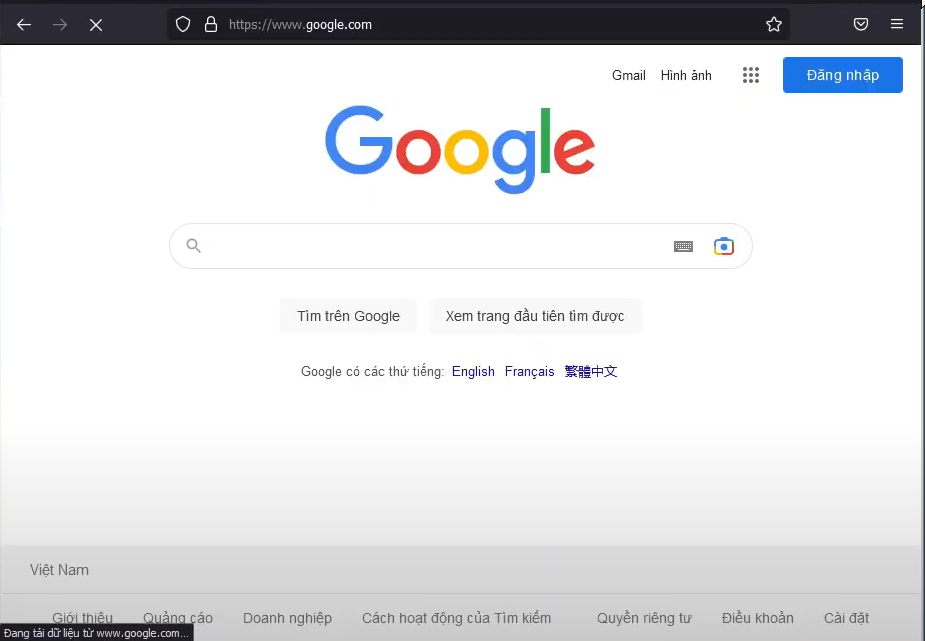 https://www.google.com
Gmail Hình ảnh Đăng nhập
Google
Tìm trên Google Xem trang đầu tiên tìm được
Google có các thứ tiếng: English Français 繁體中文
Việt Nam
Giới thiệu Quảng cáo Doanh nghiệp Cách hoạt động của Tìm kiếm Quyền riêng tư Điều khoản Cài đặt
Đang tải dữ liệu từ www.google.com...